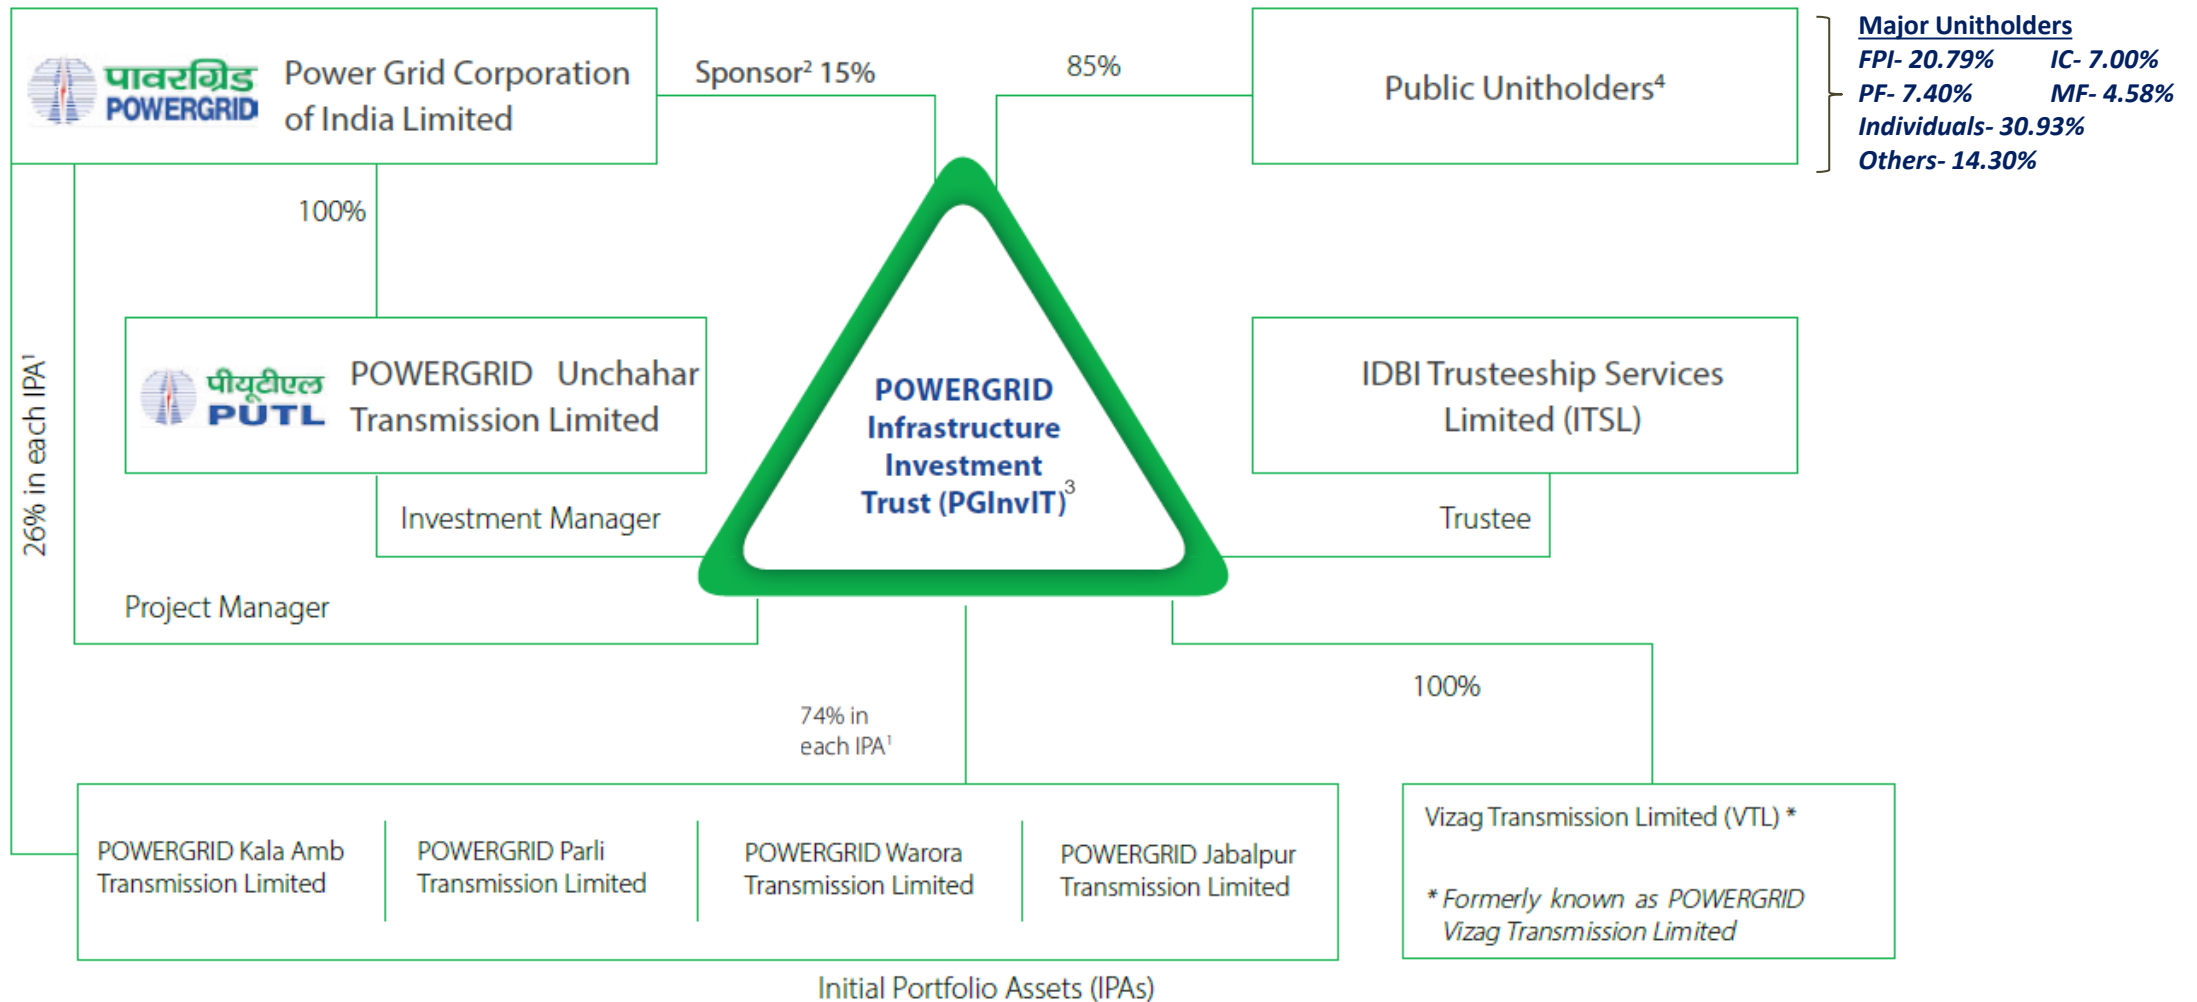 पावरग्रिड
POWERGRID
Power Grid Corporation
of India Limited
Sponsor² 15%
85%
Public Unitholders⁴
Major Unitholders
FPI- 20.79% IC- 7.00%
PF- 7.40% MF- 4.58%
Individuals- 30.93%
Others- 14.30%
100%
26% in each IPA¹
पीयूटीएल
PUTL
POWERGRID Unchahar
Transmission Limited
POWERGRID
Infrastructure
Investment
Trust (PGInvIT)³
IDBI Trusteeship Services
Limited (ITSL)
Investment Manager
Trustee
Project Manager
74% in
each IPA¹
100%
POWERGRID Kala Amb
Transmission Limited
POWERGRID Parli
Transmission Limited
POWERGRID Warora
Transmission Limited
POWERGRID Jabalpur
Transmission Limited
Vizag Transmission Limited (VTL) *
* Formerly known as POWERGRID
Vizag Transmission Limited
Initial Portfolio Assets (IPAs)